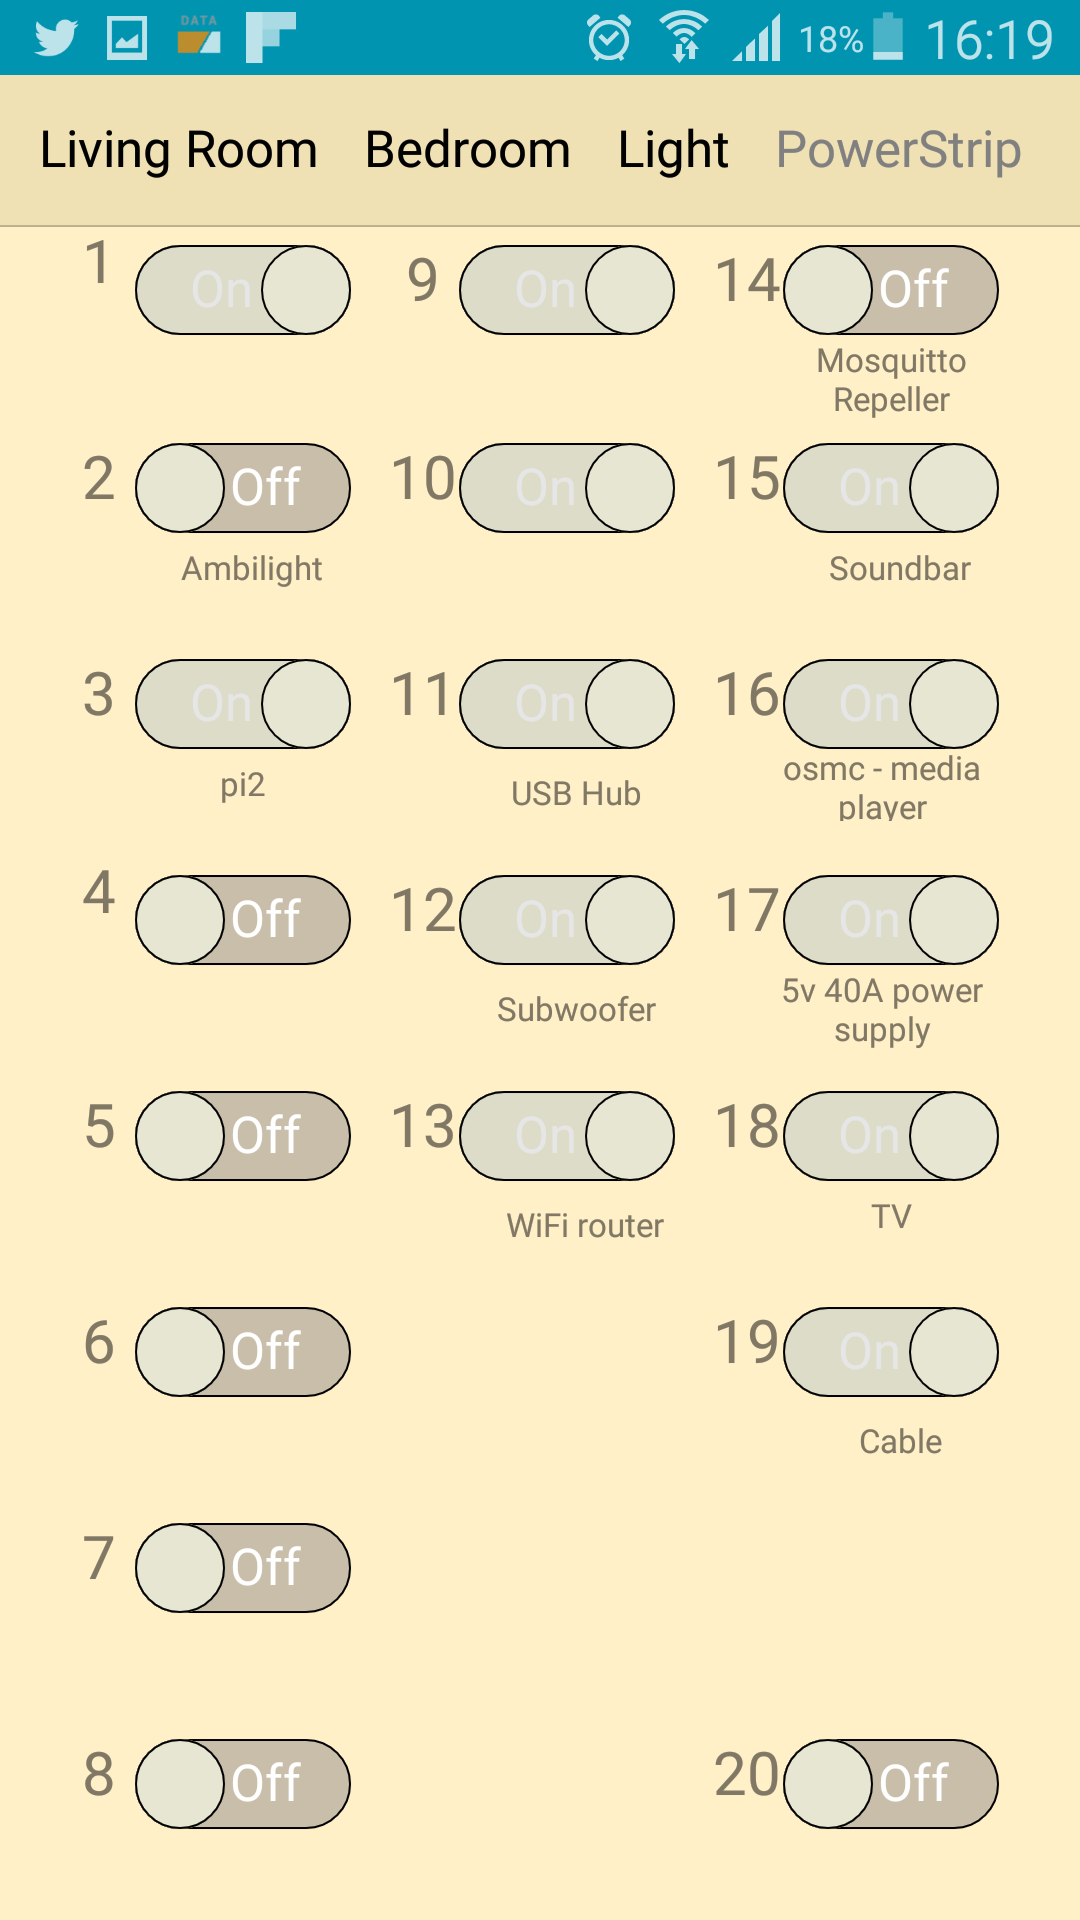 DATA
18%
16:19
Living Room Bedroom Light PowerStrip
1 On 9 On 14 Off
Mosquitto
Repeller
2 Off 10 On 15 On
Ambilight Soundbar
3 On 11 On 16 On
pi2 USB Hub osmc - media
player
4 Off 12 On 17 On
Subwoofer 5v 40A power
supply
5 Off 13 On 18 On
WiFi router TV
6 Off 19 On
Cable
7 Off
8 Off 20 Off